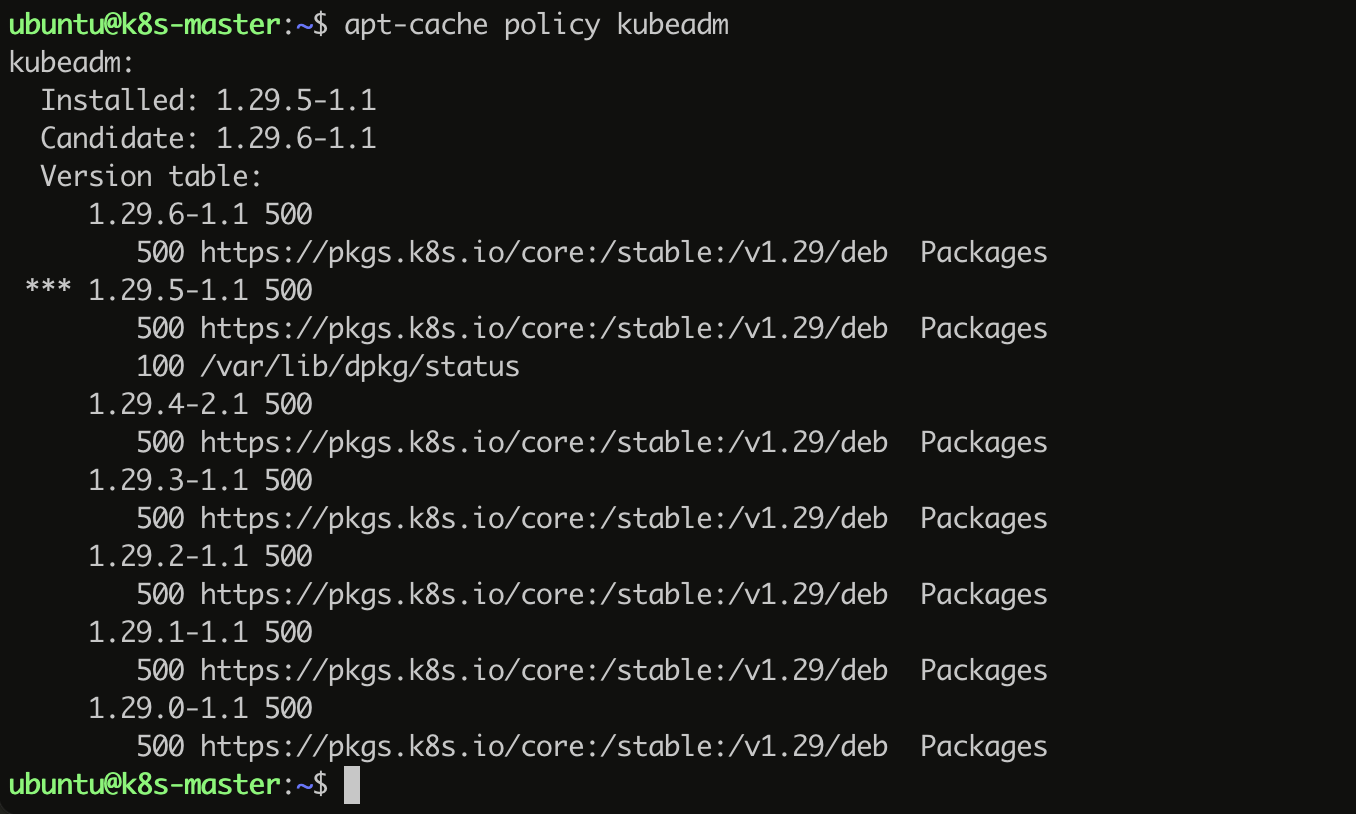 ubuntu@k8s-master:~$ apt-cache policy kubeadm
kubeadm:
  Installed: 1.29.5-1.1
  Candidate: 1.29.6-1.1
  Version table:
     1.29.6-1.1 500
        500 https://pkgs.k8s.io/core:/stable:/v1.29/deb  Packages
 *** 1.29.5-1.1 500
        500 https://pkgs.k8s.io/core:/stable:/v1.29/deb  Packages
        100 /var/lib/dpkg/status
     1.29.4-2.1 500
        500 https://pkgs.k8s.io/core:/stable:/v1.29/deb  Packages
     1.29.3-1.1 500
        500 https://pkgs.k8s.io/core:/stable:/v1.29/deb  Packages
     1.29.2-1.1 500
        500 https://pkgs.k8s.io/core:/stable:/v1.29/deb  Packages
     1.29.1-1.1 500
        500 https://pkgs.k8s.io/core:/stable:/v1.29/deb  Packages
     1.29.0-1.1 500
        500 https://pkgs.k8s.io/core:/stable:/v1.29/deb  Packages
ubuntu@k8s-master:~$